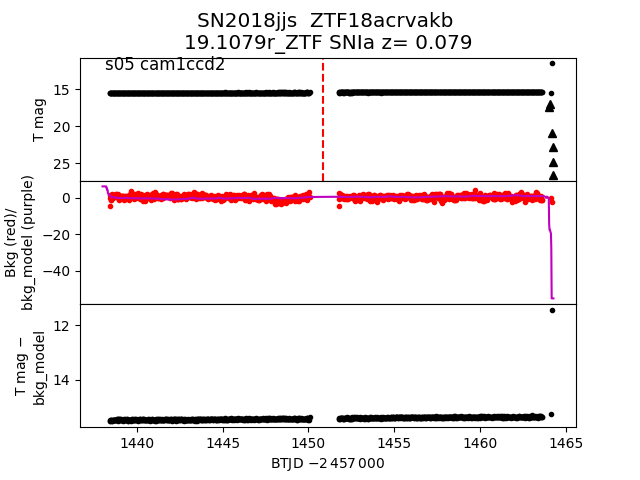 SN2018jjs  ZTF18acrvakb
19.1079r_ZTF SNIa z= 0.079
s05 cam1ccd2
T mag
15
20
25
Bkg (red)/
bkg_model (purple)
0
−20
−40
T mag −
bkg_model
12
14
1440 1445 1450 1455 1460 1465
BTJD −2 457 000